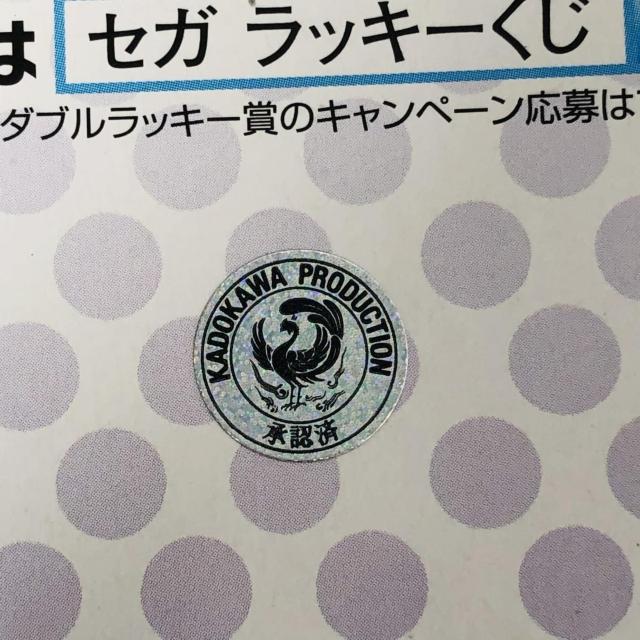 は
セガ ラッキーくじ
ダブルラッキー賞のキャンペーン応募は
KADOKAWA PRODUCTION
承認済